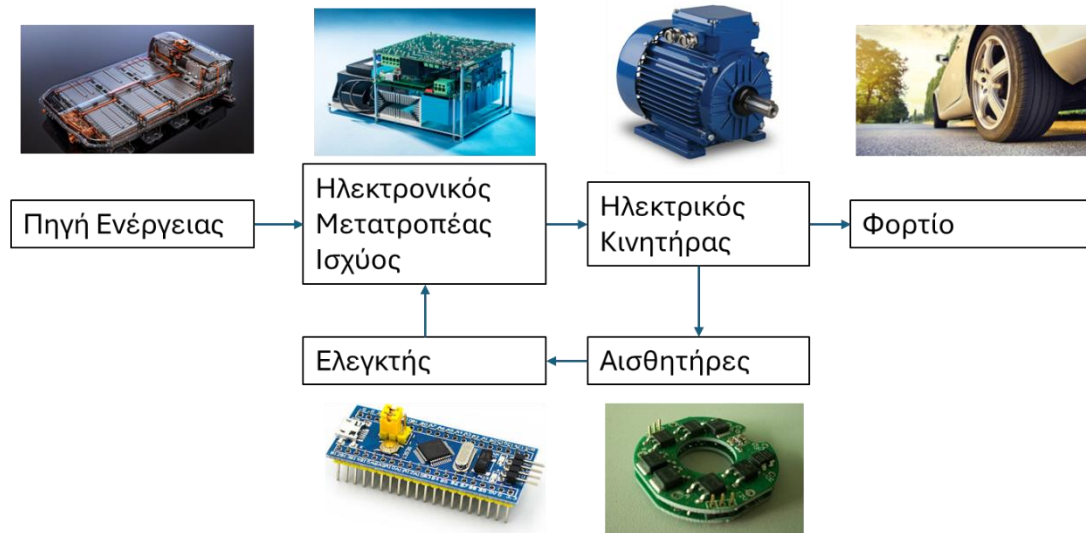 Πηγή Ενέργειας
Ηλεκτρονικός
Μετατροπέας
Ισχύος
Ηλεκτρικός
Κινητήρας
Φορτίο
Ελεγκτής
Αισθητήρες